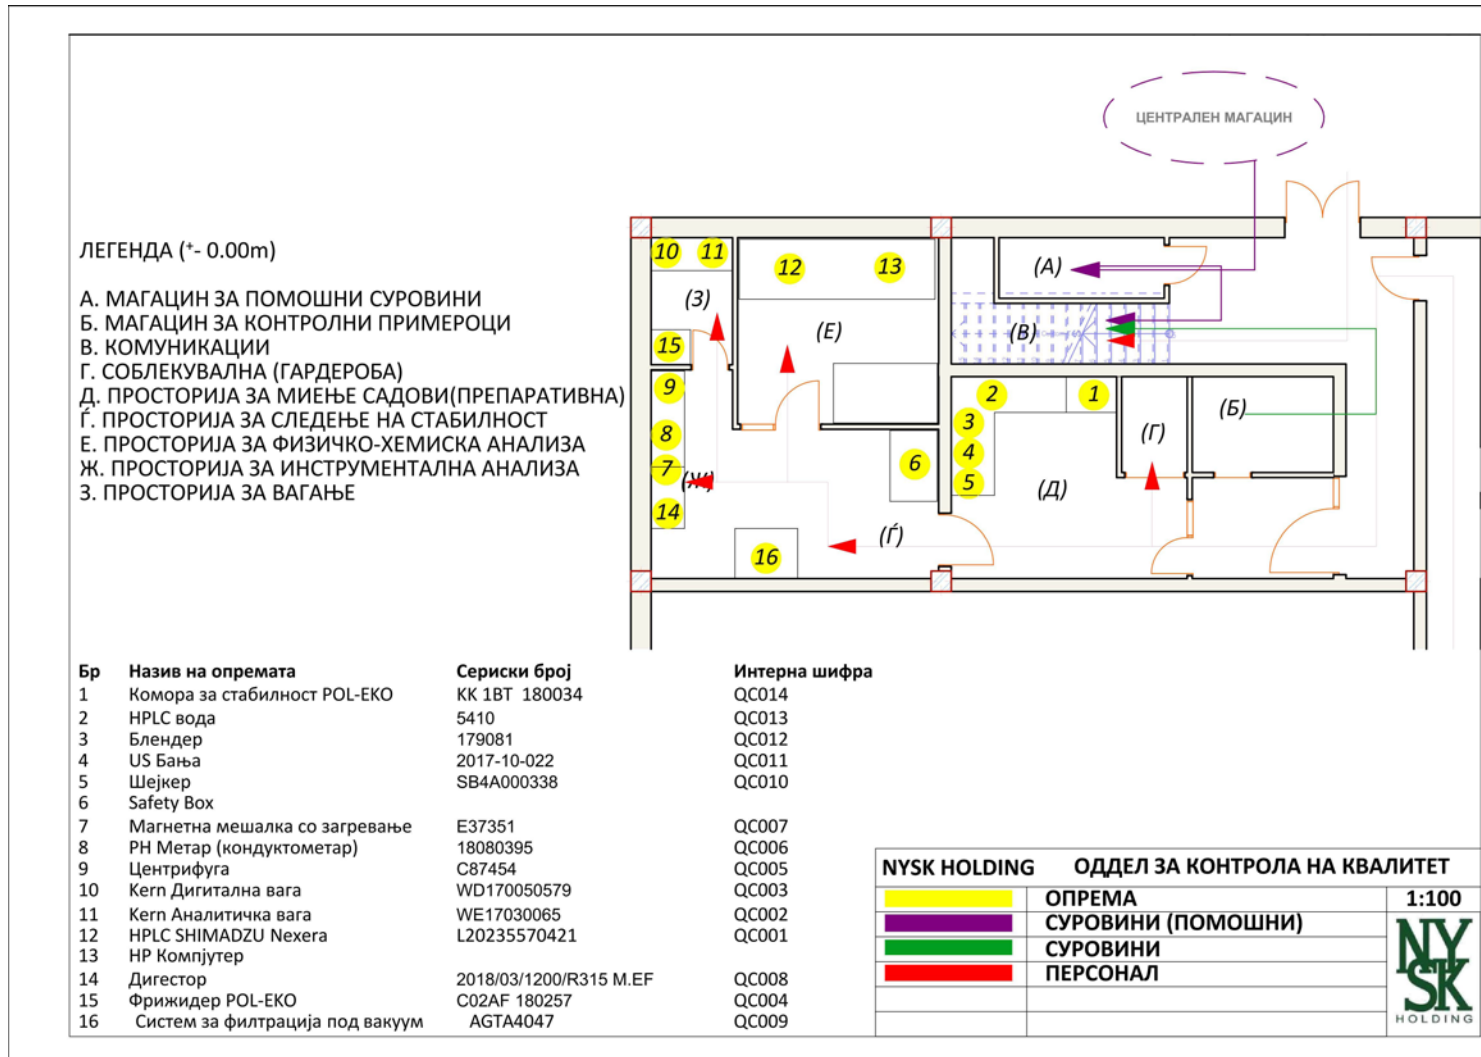 ЦЕНТРАЛЕН МАГАЦИН
ЛЕГЕНДА (+- 0.00m)
А. МАГАЦИН ЗА ПОМОШНИ СУРОВИНИ
Б. МАГАЦИН ЗА КОНТРОЛНИ ПРИМЕРОЦИ
В. КОМУНИКАЦИИ
Г. СОБЛЕКУВАЛНА (ГАРДЕРОБА)
Д. ПРОСТОРИЈА ЗА МИЕЊЕ САДОВИ(ПРЕПАРАТИВНА)
Ѓ. ПРОСТОРИЈА ЗА СЛЕДЕЊЕ НА СТАБИЛНОСТ
Е. ПРОСТОРИЈА ЗА ФИЗИЧКО-ХЕМИСКА АНАЛИЗА
Ж. ПРОСТОРИЈА ЗА ИНСТРУМЕНТАЛНА АНАЛИЗА
З. ПРОСТОРИЈА ЗА ВАГАЊЕ
10 11 12 13 (А)
(З)
(Е) (В)
15
9 2 1 (Б)
3
8 (Г)
4
7 (Ж) 6 5 (Д)
14
(Ѓ)
16
Бр Назив на опремата Сериски број Интерна шифра
1 Комора за стабилност POL-EKO КК 1ВТ 180034 QC014
2 HPLC вода 5410 QC013
3 Блендер 179081 QC012
4 US Бања 2017-10-022 QC011
5 Шејкер SB4A000338 QC010
6 Safety Box
7 Магнетна мешалка со загревање E37351 QC007
8 PH Метар (кондуктометар) 18080395 QC006
9 Центрифуга C87454 QC005
10 Kern Дигитална вага WD170050579 QC003
11 Kern Аналитичка вага WE17030065 QC002
12 HPLC SHIMADZU Nexera L20235570421 QC001
13 HP Компјутер
14 Дигестор 2018/03/1200/R315 M.EF QC008
15 Фрижидер POL-EKO C02AF 180257 QC004
16 Систем за филтрација под вакуум AGTA4047 QC009
NYSK HOLDING ОДДЕЛ ЗА КОНТРОЛА НА КВАЛИТЕТ
ОПРЕМА 1:100
СУРОВИНИ (ПОМОШНИ)
СУРОВИНИ
ПЕРСОНАЛ
NY
SK
HOLDING